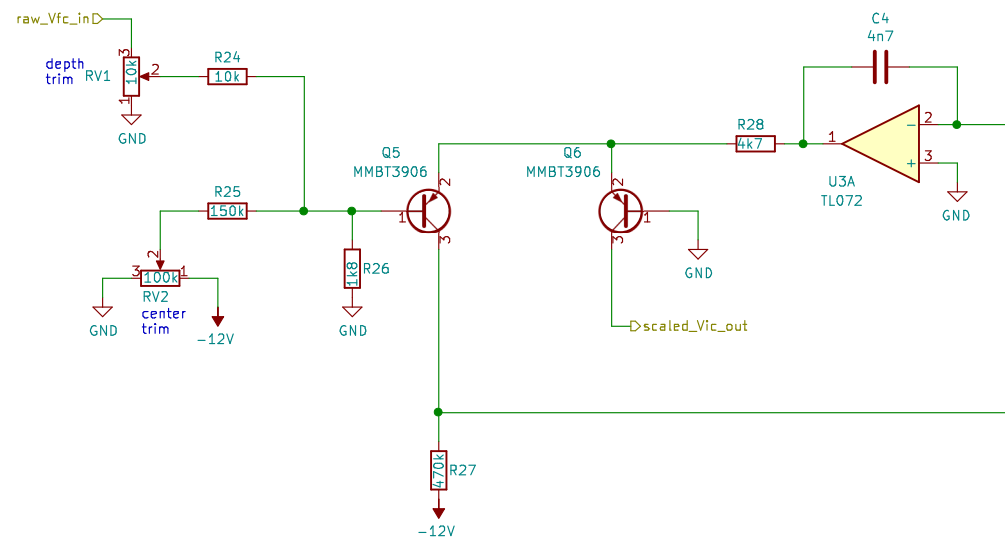 raw_Vfc_in
C4
4n7
depth
trim
RV1
10k
3
2
1
GND
R24
10k
R28
4k7
1
2
3
−
+
U3A
TL072
GND
Q5
MMBT3906
1
2
3
Q6
MMBT3906
2
1
3
GND
R25
150k
R26
1k8
GND
2
3
1
100k
RV2
GND
center
trim
-12V
scaled_Vic_out
R27
470k
-12V